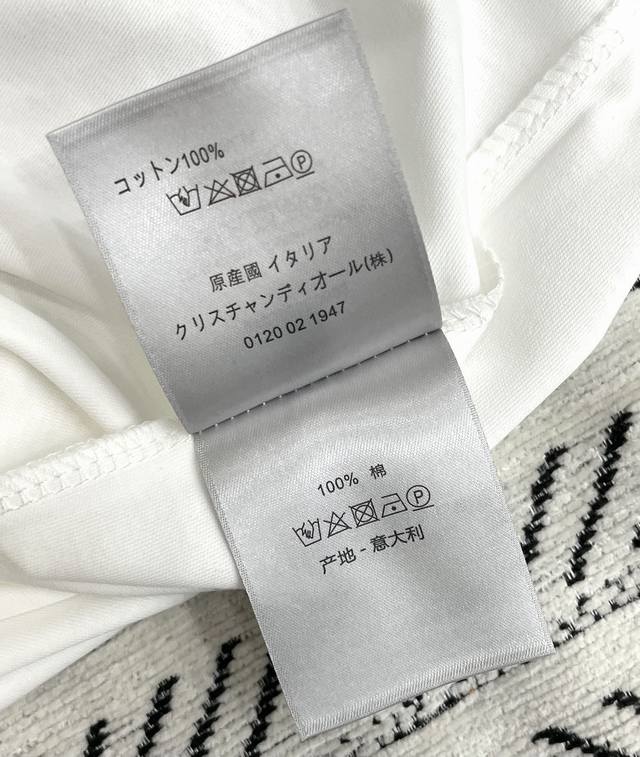 コットン100%
P
原産國 イタリア
クリスチャンディオール(株)
0120 02 1947
100% 棉
P
产地 - 意大利